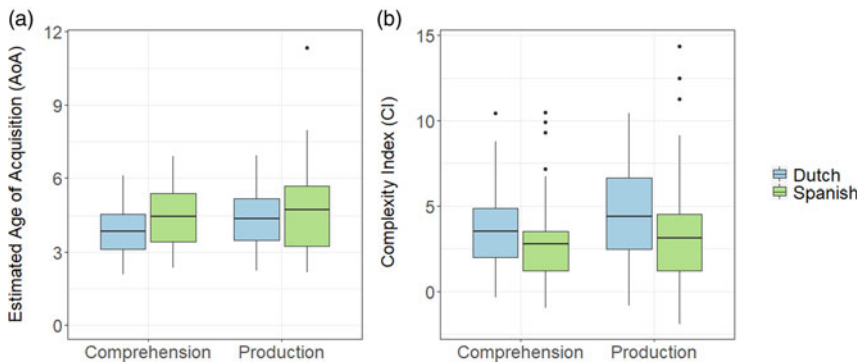 (a)
Estimated Age of Acquisition (AoA)
12
9
6
3
0
Comprehension Production
(b)
Complexity Index (CI)
15
10
5
0
Comprehension Production
Dutch
Spanish